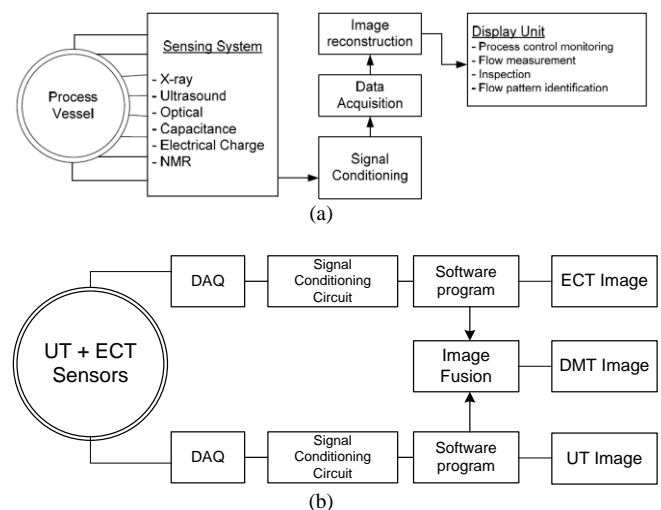 Process
Vessel
Sensing System
- X-ray
- Ultrasound
- Optical
- Capacitance
- Electrical Charge
- NMR
Image
reconstruction
Data
Acquisition
Signal
Conditioning
Display Unit
- Process control monitoring
- Flow measurement
- Inspection
- Flow pattern identification
(a)
UT + ECT
Sensors
DAQ
Signal
Conditioning
Circuit
Software
program
ECT Image
Image
Fusion
DMT Image
DAQ
Signal
Conditioning
Circuit
Software
program
UT Image
(b)